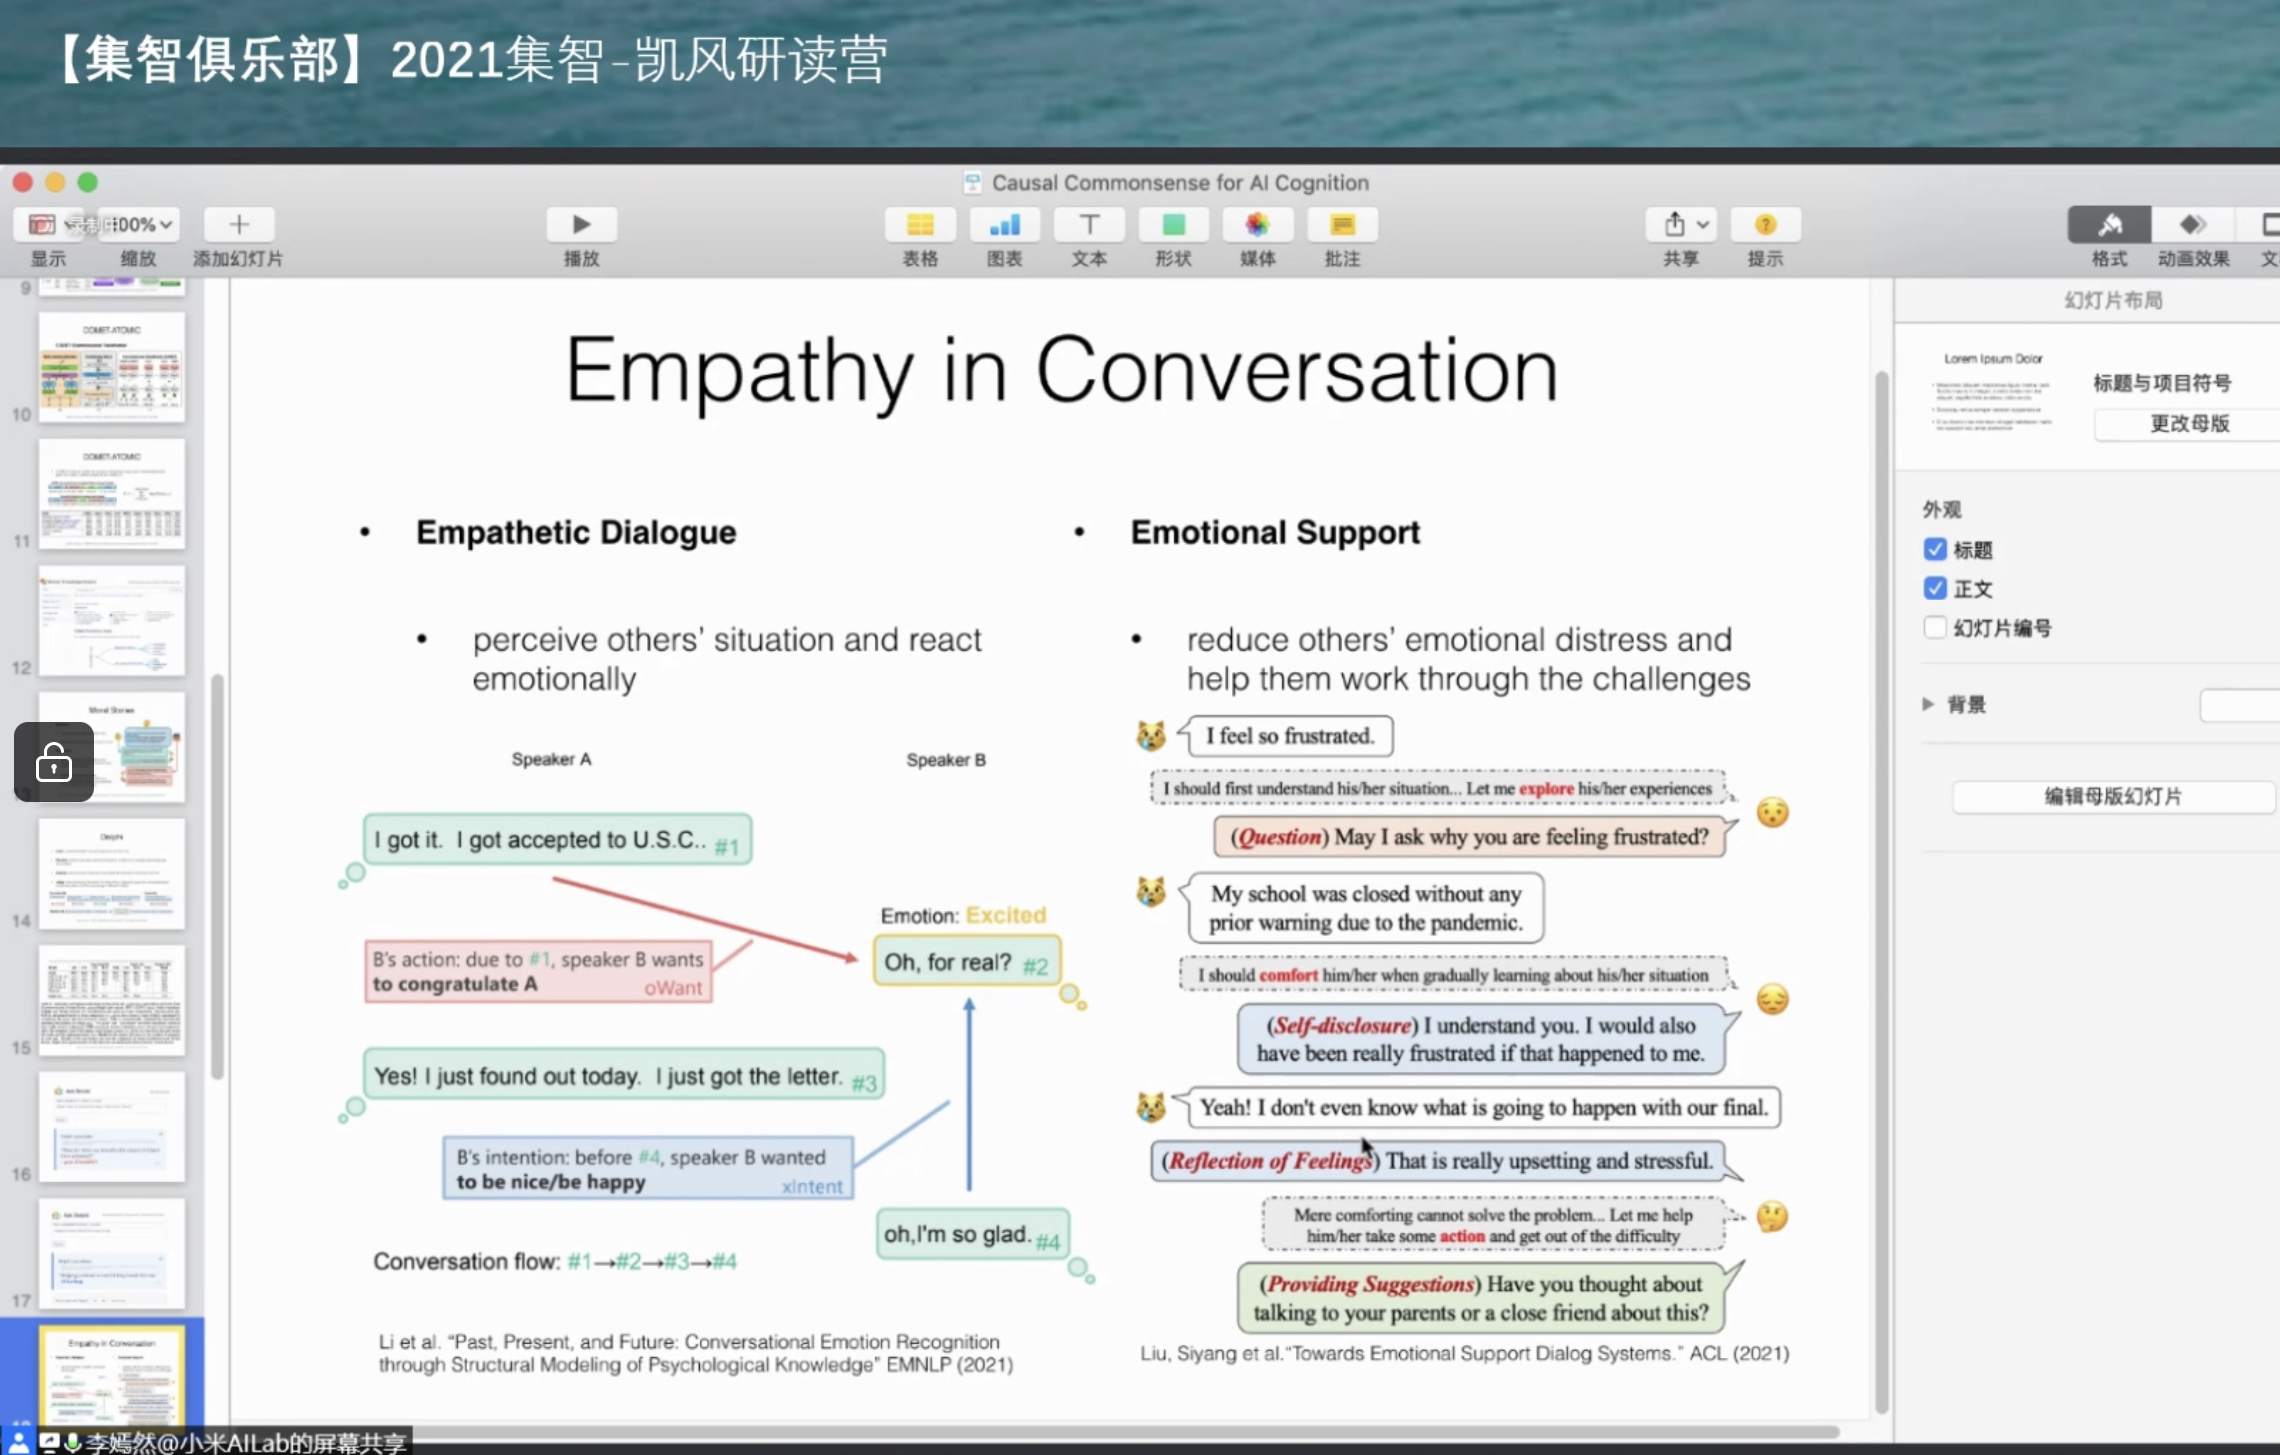 【集智俱乐部】2021集智-凯风研读营
Causal Commonsense for AI Cognition
录制中 100%
显示 缩放 添加幻灯片 播放 表格 图表 文本 形状 媒体 批注 共享 提示 格式 动画效果
9
COMET-ATOMIC
10
COMET-ATOMIC
11
12
Moral Stories
Delphi
14
15
16
17
Empathy in Conversation
李嫣然@小米AILab的屏幕共享
Empathy in Conversation
• Empathetic Dialogue
• perceive others’ situation and react
emotionally
Speaker A Speaker B
I got it. I got accepted to U.S.C.. #1
Emotion: Excited
Oh, for real? #2
B's action: due to #1, speaker B wants
to congratulate A oWant
Yes! I just found out today. I just got the letter. #3
B's intention: before #4, speaker B wanted
to be nice/be happy xIntent
oh,I'm so glad. #4
Conversation flow: #1→#2→#3→#4
Li et al. “Past, Present, and Future: Conversational Emotion Recognition
through Structural Modeling of Psychological Knowledge” EMNLP (2021)
• Emotional Support
• reduce others’ emotional distress and
help them work through the challenges
I feel so frustrated.
I should first understand his/her situation... Let me explore his/her experiences
(Question) May I ask why you are feeling frustrated?
My school was closed without any
prior warning due to the pandemic.
I should comfort him/her when gradually learning about his/her situation
(Self-disclosure) I understand you. I would also
have been really frustrated if that happened to me.
Yeah! I don't even know what is going to happen with our final.
(Reflection of Feelings) That is really upsetting and stressful.
Mere comforting cannot solve the problem... Let me help
him/her take some action and get out of the difficulty
(Providing Suggestions) Have you thought about
talking to your parents or a close friend about this?
Liu, Siyang et al.“Towards Emotional Support Dialog Systems.” ACL (2021)
幻灯片布局
Lorem Ipsum Dolor
标题与项目符号
更改母版
外观
标题
正文
幻灯片编号
背景
编辑母版幻灯片